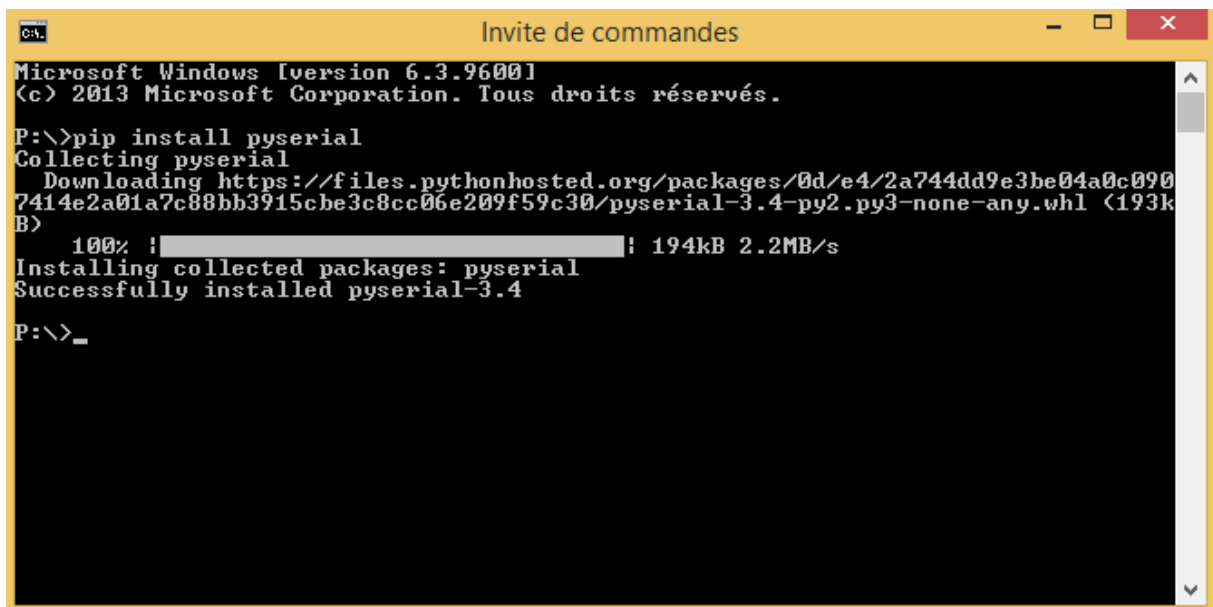 C:\.
Invite de commandes
Microsoft Windows [version 6.3.9600]
(c) 2013 Microsoft Corporation. Tous droits réservés.
P:\>pip install pyserial
Collecting pyserial
  Downloading https://files.pythonhosted.org/packages/0d/e4/2a744dd9e3be04a0c090
7414e2a01a7c88bb3915cbe3c8cc06e209f59c30/pyserial-3.4-py2.py3-none-any.whl (193k
B)
    100% |████████████████████████████████| 194kB 2.2MB/s
Installing collected packages: pyserial
Successfully installed pyserial-3.4
P:\>_